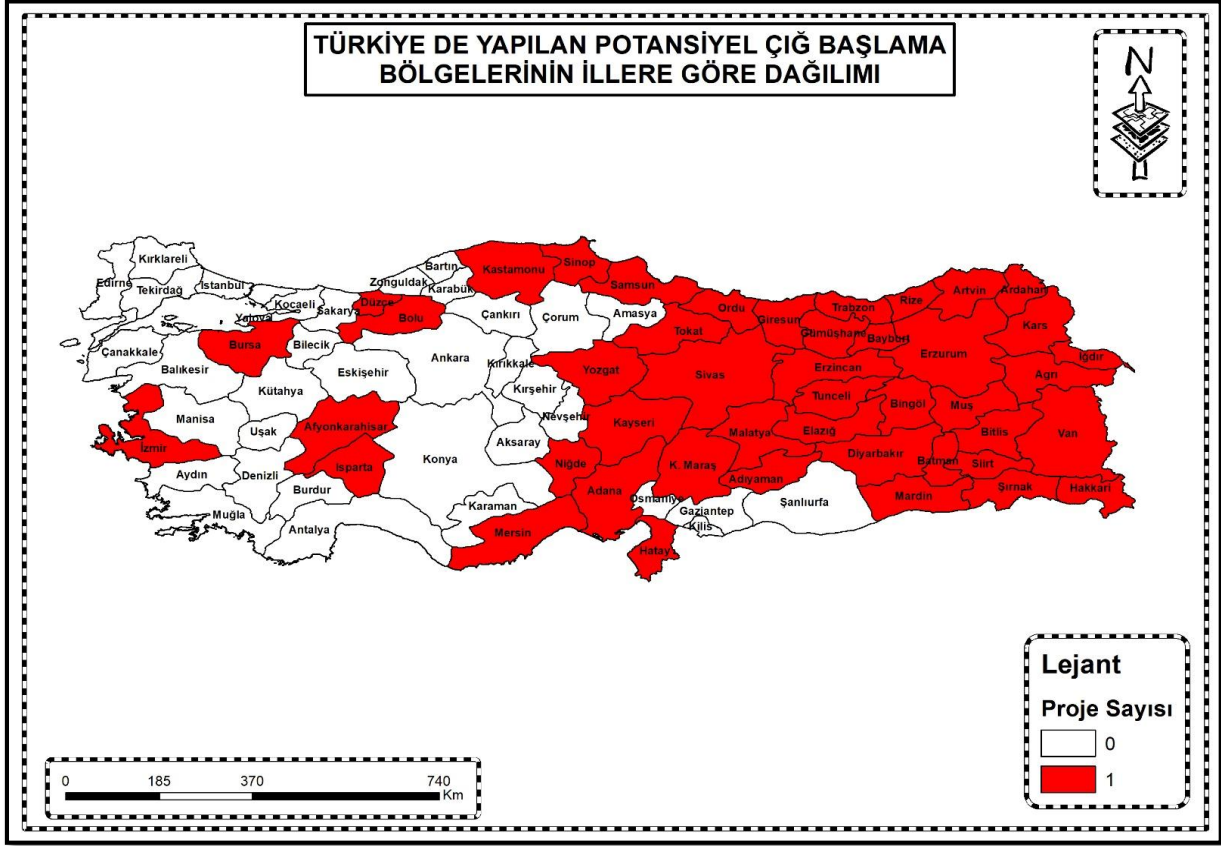 TÜRKİYE DE YAPILAN POTANSİYEL ÇIĞ BAŞLAMA
BÖLGELERİNİN İLLERE GÖRE DAĞILIMI
N
Kırklareli
Edirne
Tekirdağ
İstanbul
Kocaeli
Yalova
Sakarya
Düzce
Zonguldak
Bartın
Karabük
Kastamonu
Sinop
Samsun
Bolu
Çankırı
Çorum
Amasya
Ordu
Giresun
Trabzon
Rize
Artvin
Ardahan
Kars
Tokat
Gümüşhane
Bayburt
Erzurum
Iğdır
Ağrı
Çanakkale
Bursa
Bilecik
Balıkesir
Eskişehir
Ankara
Kırıkkale
Yozgat
Sivas
Erzincan
Kütahya
Kırşehir
Tunceli
Bingöl
Muş
Manisa
Uşak
Afyonkarahisar
Nevşehir
Kayseri
Malatya
Elazığ
Bitlis
Van
İzmir
Aksaray
Konya
Diyarbakır
Batman
Siirt
Aydın
Denizli
Isparta
Niğde
Adana
K. Maraş
Adıyaman
Şırnak
Hakkari
Burdur
Muğla
Antalya
Karaman
Mersin
Osmaniye
Gaziantep
Kilis
Şanlıurfa
Mardin
Hatay
Lejant
Proje Sayısı
0
1
0 185 370 740
Km